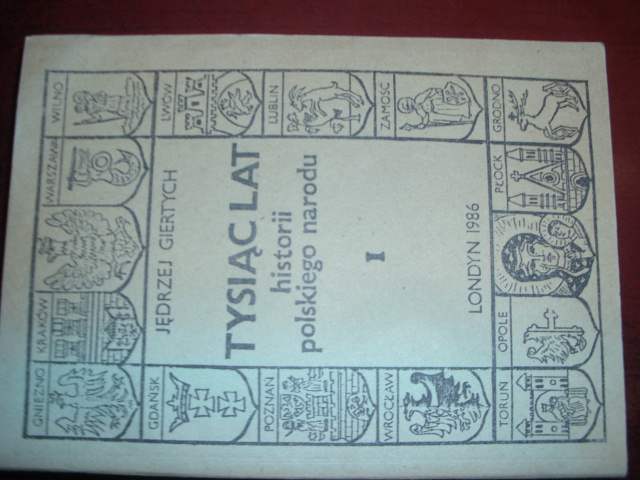 GNIEZNO KRAKÓW WARSZAWA WILNO
GDAŃSK LWÓW
JĘDRZEJ GIERTYCH
TYSIĄC LAT
historii
polskiego narodu
POZNAŃ LUBLIN
I
WROCŁAW ZAMOŚĆ
LONDYN 1986
TORUŃ OPOLE PŁOCK GRODNO